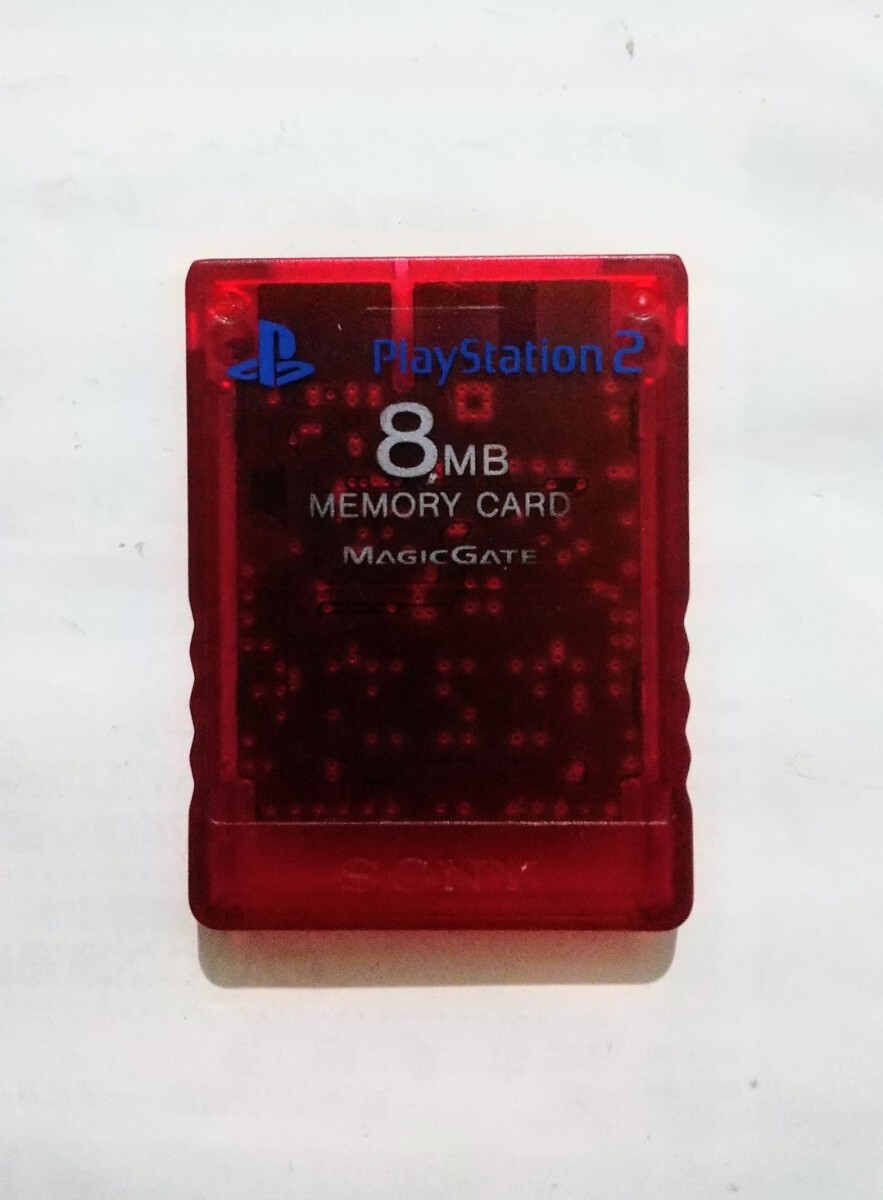 PlayStation 2
8MB
MEMORY CARD
MAGICGATE
SONY